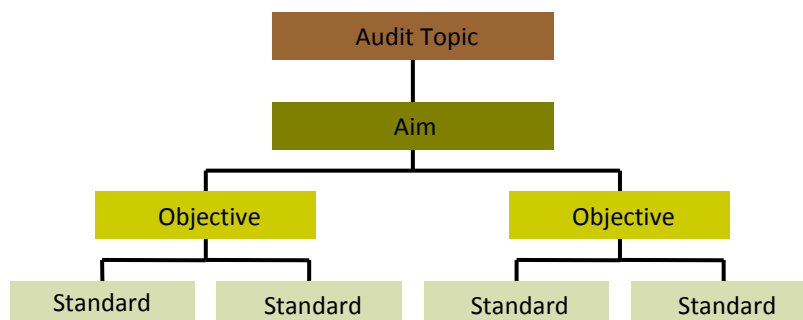 Audit Topic
Aim
Objective
Objective
Standard
Standard
Standard
Standard